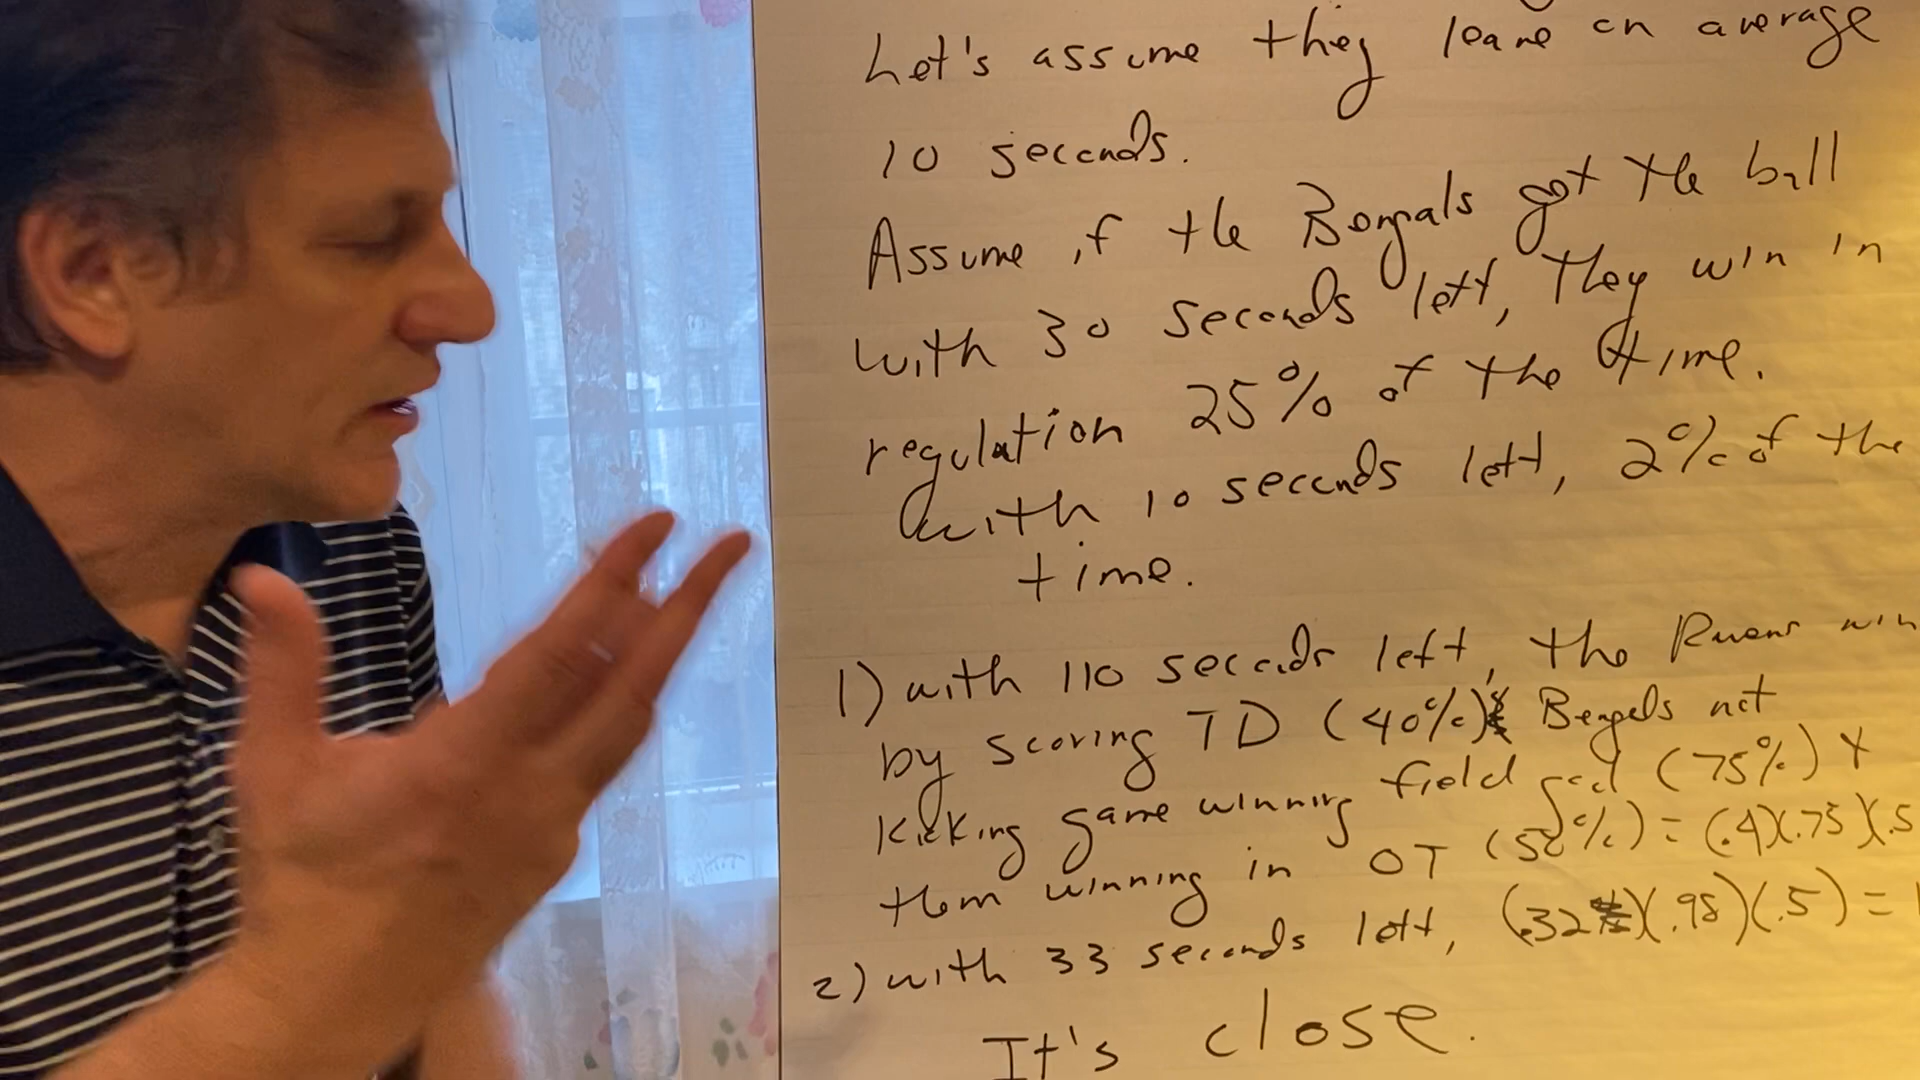 Let's assume they leave on average
10 seconds.
Assume if the Bengals got the ball
with 30 seconds left, they win in
regulation 25% of the time.
with 10 seconds left, 2% of the
time.
1) with 110 seconds left, the Ravens win
by scoring TD (40%), Bengals not
kicking game winning field goal (75%) x
them winning in OT (50%) = (.4)(.75)(.5
2) with 33 seconds left, (.32)(.98)(.5) =
It's close.